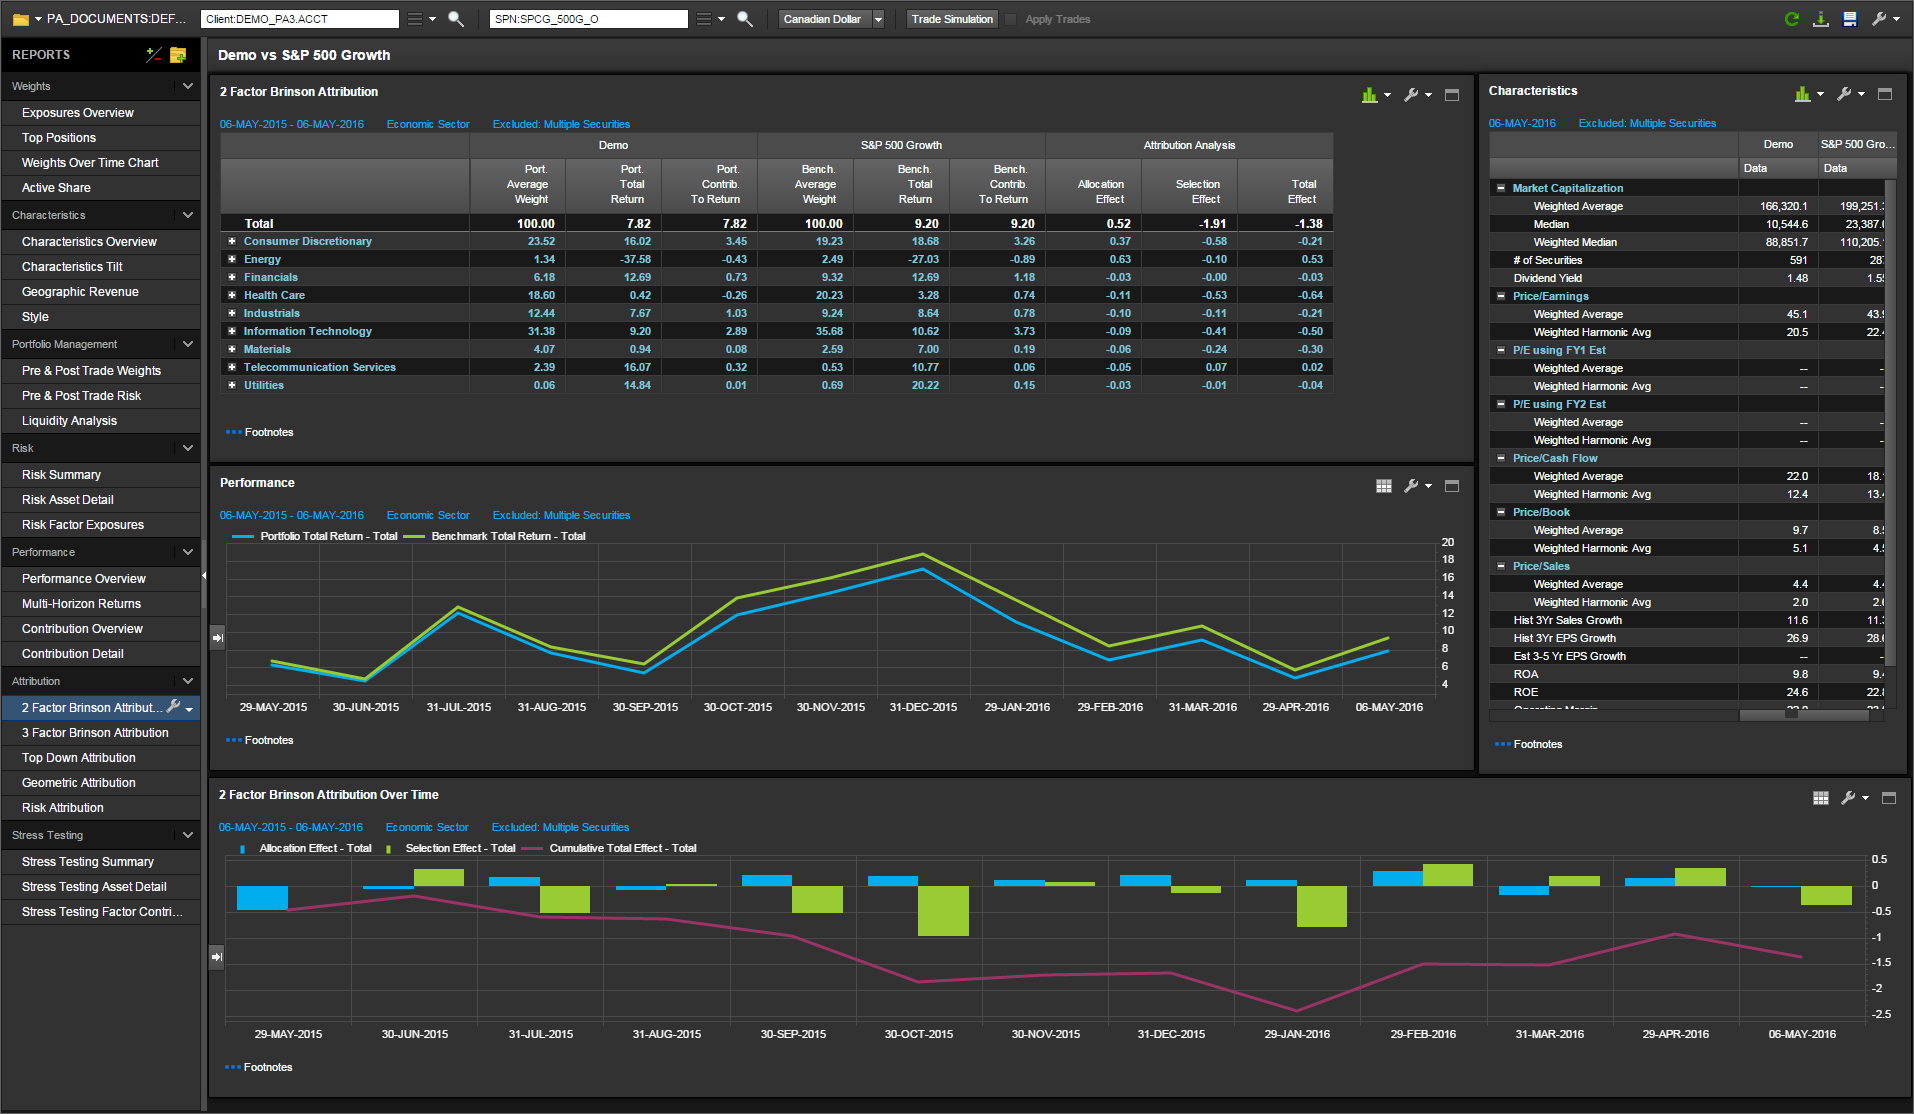 PA_DOCUMENTS:DEF... Client:DEMO_PA3.ACCT SPN:SPCG_500G_O Canadian Dollar Trade Simulation Apply Trades
REPORTS
Weights
Exposures Overview
Top Positions
Weights Over Time Chart
Active Share
Characteristics
Characteristics Overview
Characteristics Tilt
Geographic Revenue
Style
Portfolio Management
Pre & Post Trade Weights
Pre & Post Trade Risk
Liquidity Analysis
Risk
Risk Summary
Risk Asset Detail
Risk Factor Exposures
Performance
Performance Overview
Multi-Horizon Returns
Contribution Overview
Contribution Detail
Attribution
2 Factor Brinson Attribut...
3 Factor Brinson Attribution
Top Down Attribution
Geometric Attribution
Risk Attribution
Stress Testing
Stress Testing Summary
Stress Testing Asset Detail
Stress Testing Factor Contri...
Demo vs S&P 500 Growth
2 Factor Brinson Attribution
06-MAY-2015 - 06-MAY-2016 Economic Sector Excluded: Multiple Securities
Demo S&P 500 Growth Attribution Analysis
Port. Port. Port. Bench. Bench. Bench.
Average Total Contrib. Average Total Contrib. Allocation Selection Total
Weight Return To Return Weight Return To Return Effect Effect Effect
Total 100.00 7.82 7.82 100.00 9.20 9.20 0.52 -1.91 -1.38
Consumer Discretionary 23.52 16.02 3.45 19.23 18.68 3.26 0.37 -0.58 -0.21
Energy 1.34 -37.58 -0.43 2.49 -27.03 -0.89 0.63 -0.10 0.53
Financials 6.18 12.69 0.73 9.32 12.69 1.18 -0.03 -0.00 -0.03
Health Care 18.60 0.42 -0.26 20.23 3.28 0.74 -0.11 -0.53 -0.64
Industrials 12.44 7.67 1.03 9.24 8.64 0.78 -0.10 -0.11 -0.21
Information Technology 31.38 9.20 2.89 35.68 10.62 3.73 -0.09 -0.41 -0.50
Materials 4.07 0.94 0.08 2.59 7.00 0.19 -0.06 -0.24 -0.30
Telecommunication Services 2.39 16.07 0.32 0.53 10.77 0.06 -0.05 0.07 0.02
Utilities 0.06 14.84 0.01 0.69 20.22 0.15 -0.03 -0.01 -0.04
Footnotes
Performance
06-MAY-2015 - 06-MAY-2016 Economic Sector Excluded: Multiple Securities
Portfolio Total Return - Total Benchmark Total Return - Total
20
18
16
14
12
10
8
6
4
29-MAY-2015 30-JUN-2015 31-JUL-2015 31-AUG-2015 30-SEP-2015 30-OCT-2015 30-NOV-2015 31-DEC-2015 29-JAN-2016 29-FEB-2016 31-MAR-2016 29-APR-2016 06-MAY-2016
Footnotes
Characteristics
06-MAY-2016 Excluded: Multiple Securities
Demo S&P 500 Gro...
Data Data
Market Capitalization
Weighted Average 166,320.1 199,251.
Median 10,544.6 23,387.
Weighted Median 88,851.7 110,205.
# of Securities 591 28
Dividend Yield 1.48 1.5
Price/Earnings
Weighted Average 45.1 43.
Weighted Harmonic Avg 20.5 22.
P/E using FY1 Est
Weighted Average -- -
Weighted Harmonic Avg -- -
P/E using FY2 Est
Weighted Average -- -
Weighted Harmonic Avg -- -
Price/Cash Flow
Weighted Average 22.0 18.
Weighted Harmonic Avg 12.4 13.
Price/Book
Weighted Average 9.7 8.
Weighted Harmonic Avg 5.1 4.
Price/Sales
Weighted Average 4.4 4.
Weighted Harmonic Avg 2.0 2.
Hist 3Yr Sales Growth 11.6 11.
Hist 3Yr EPS Growth 26.9 28.
Est 3-5 Yr EPS Growth -- -
ROA 9.8 9.
ROE 24.6 22.
Footnotes
2 Factor Brinson Attribution Over Time
06-MAY-2015 - 06-MAY-2016 Economic Sector Excluded: Multiple Securities
Allocation Effect - Total Selection Effect - Total Cumulative Total Effect - Total
0.5
0
-0.5
-1
-1.5
-2
-2.5
29-MAY-2015 30-JUN-2015 31-JUL-2015 31-AUG-2015 30-SEP-2015 30-OCT-2015 30-NOV-2015 31-DEC-2015 29-JAN-2016 29-FEB-2016 31-MAR-2016 29-APR-2016 06-MAY-2016
Footnotes